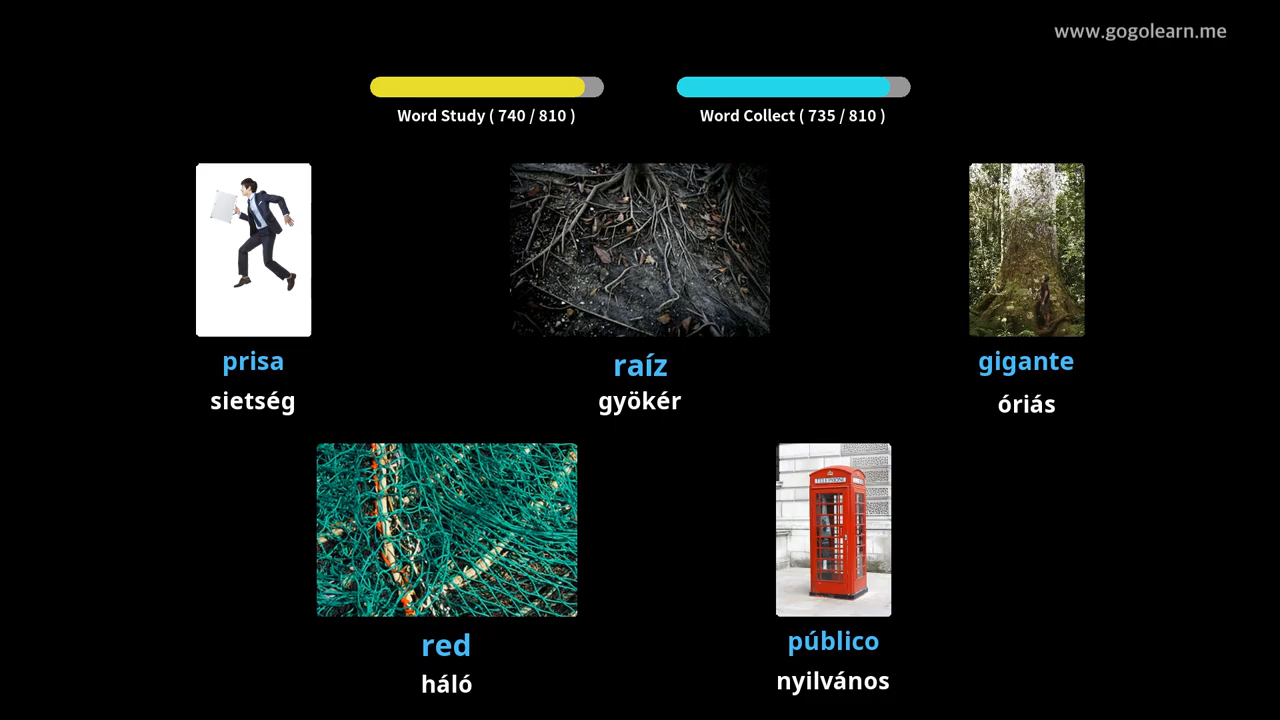 www.gogolearn.me
Word Study ( 740 / 810 )
Word Collect ( 735 / 810 )
prisa
sietség
raíz
gyökér
gigante
óriás
TELEPHONE
red
háló
público
nyilvános